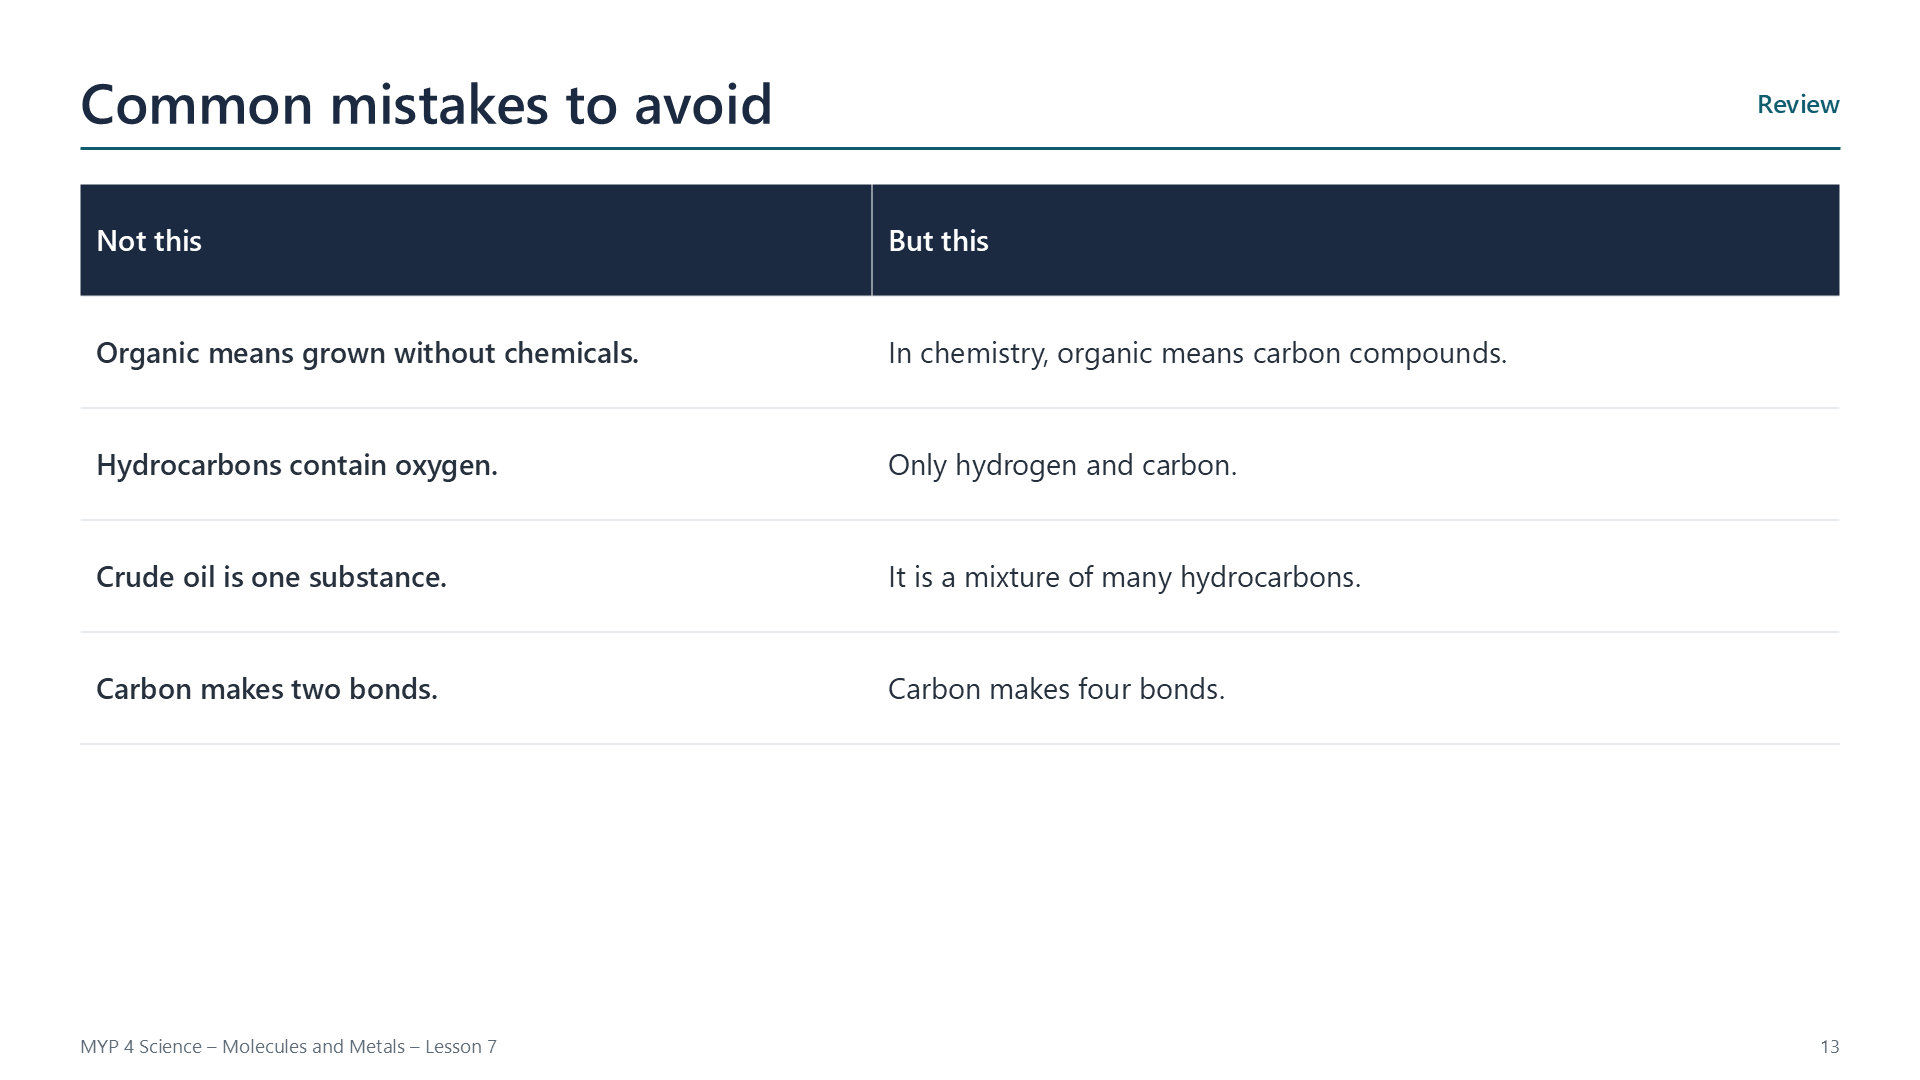 Common mistakes to avoid
Review
Not this
But this
Organic means grown without chemicals.
In chemistry, organic means carbon compounds.
Hydrocarbons contain oxygen.
Only hydrogen and carbon.
Crude oil is one substance.
It is a mixture of many hydrocarbons.
Carbon makes two bonds.
Carbon makes four bonds.
MYP 4 Science – Molecules and Metals – Lesson 7
13